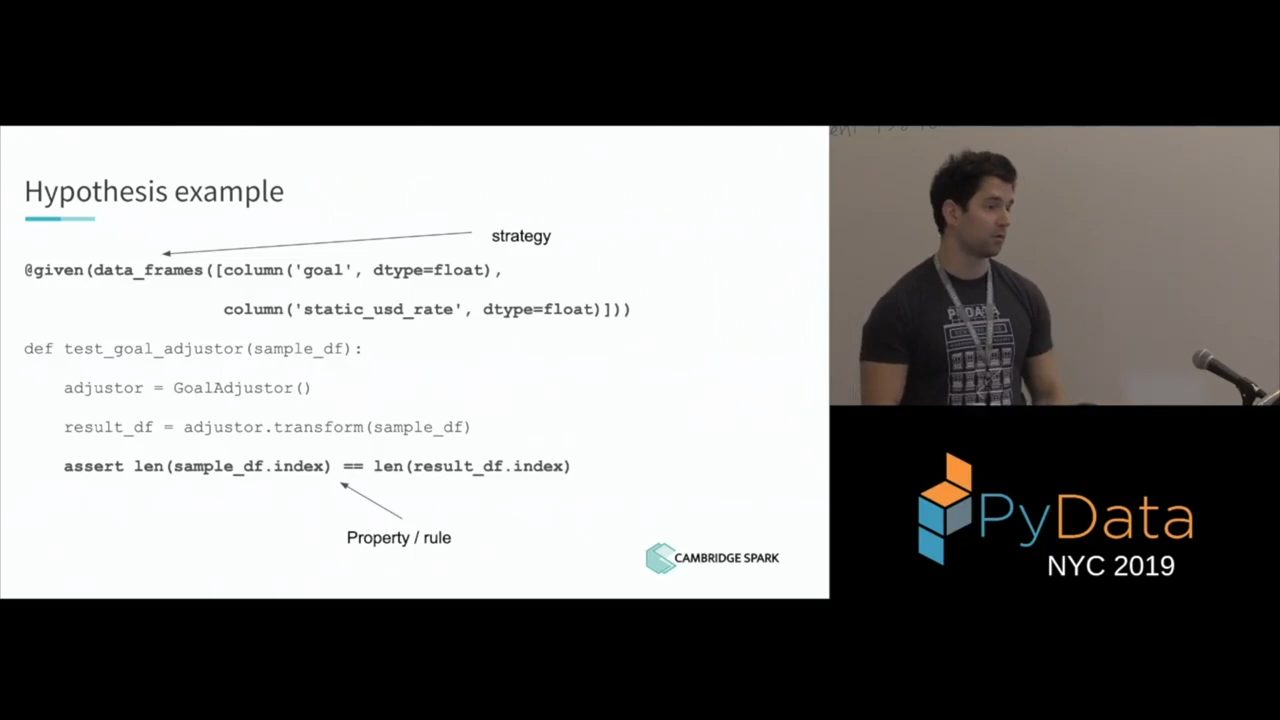 Hypothesis example
strategy
@given(data_frames([column('goal', dtype=float),
column('static_usd_rate', dtype=float)]))
def test_goal_adjustor(sample_df):
adjustor = GoalAdjustor()
result_df = adjustor.transform(sample_df)
assert len(sample_df.index) == len(result_df.index)
Property / rule
CAMBRIDGE SPARK
PYDATA
PyData
NYC 2019